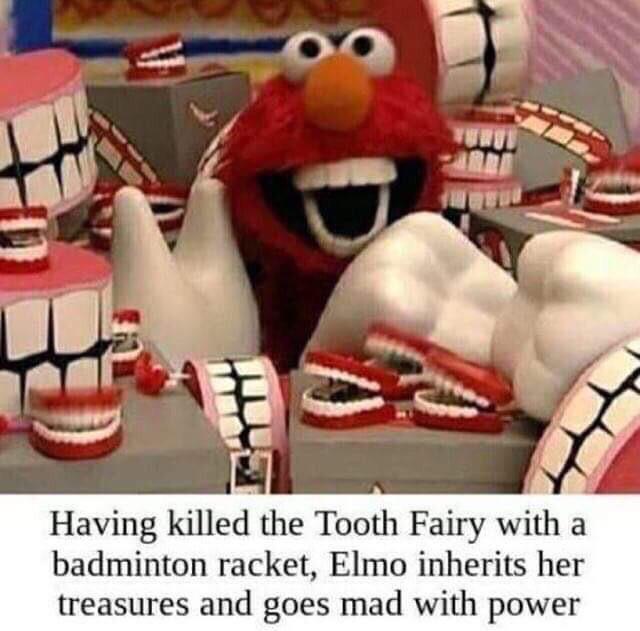 Having killed the Tooth Fairy with a
badminton racket, Elmo inherits her
treasures and goes mad with power